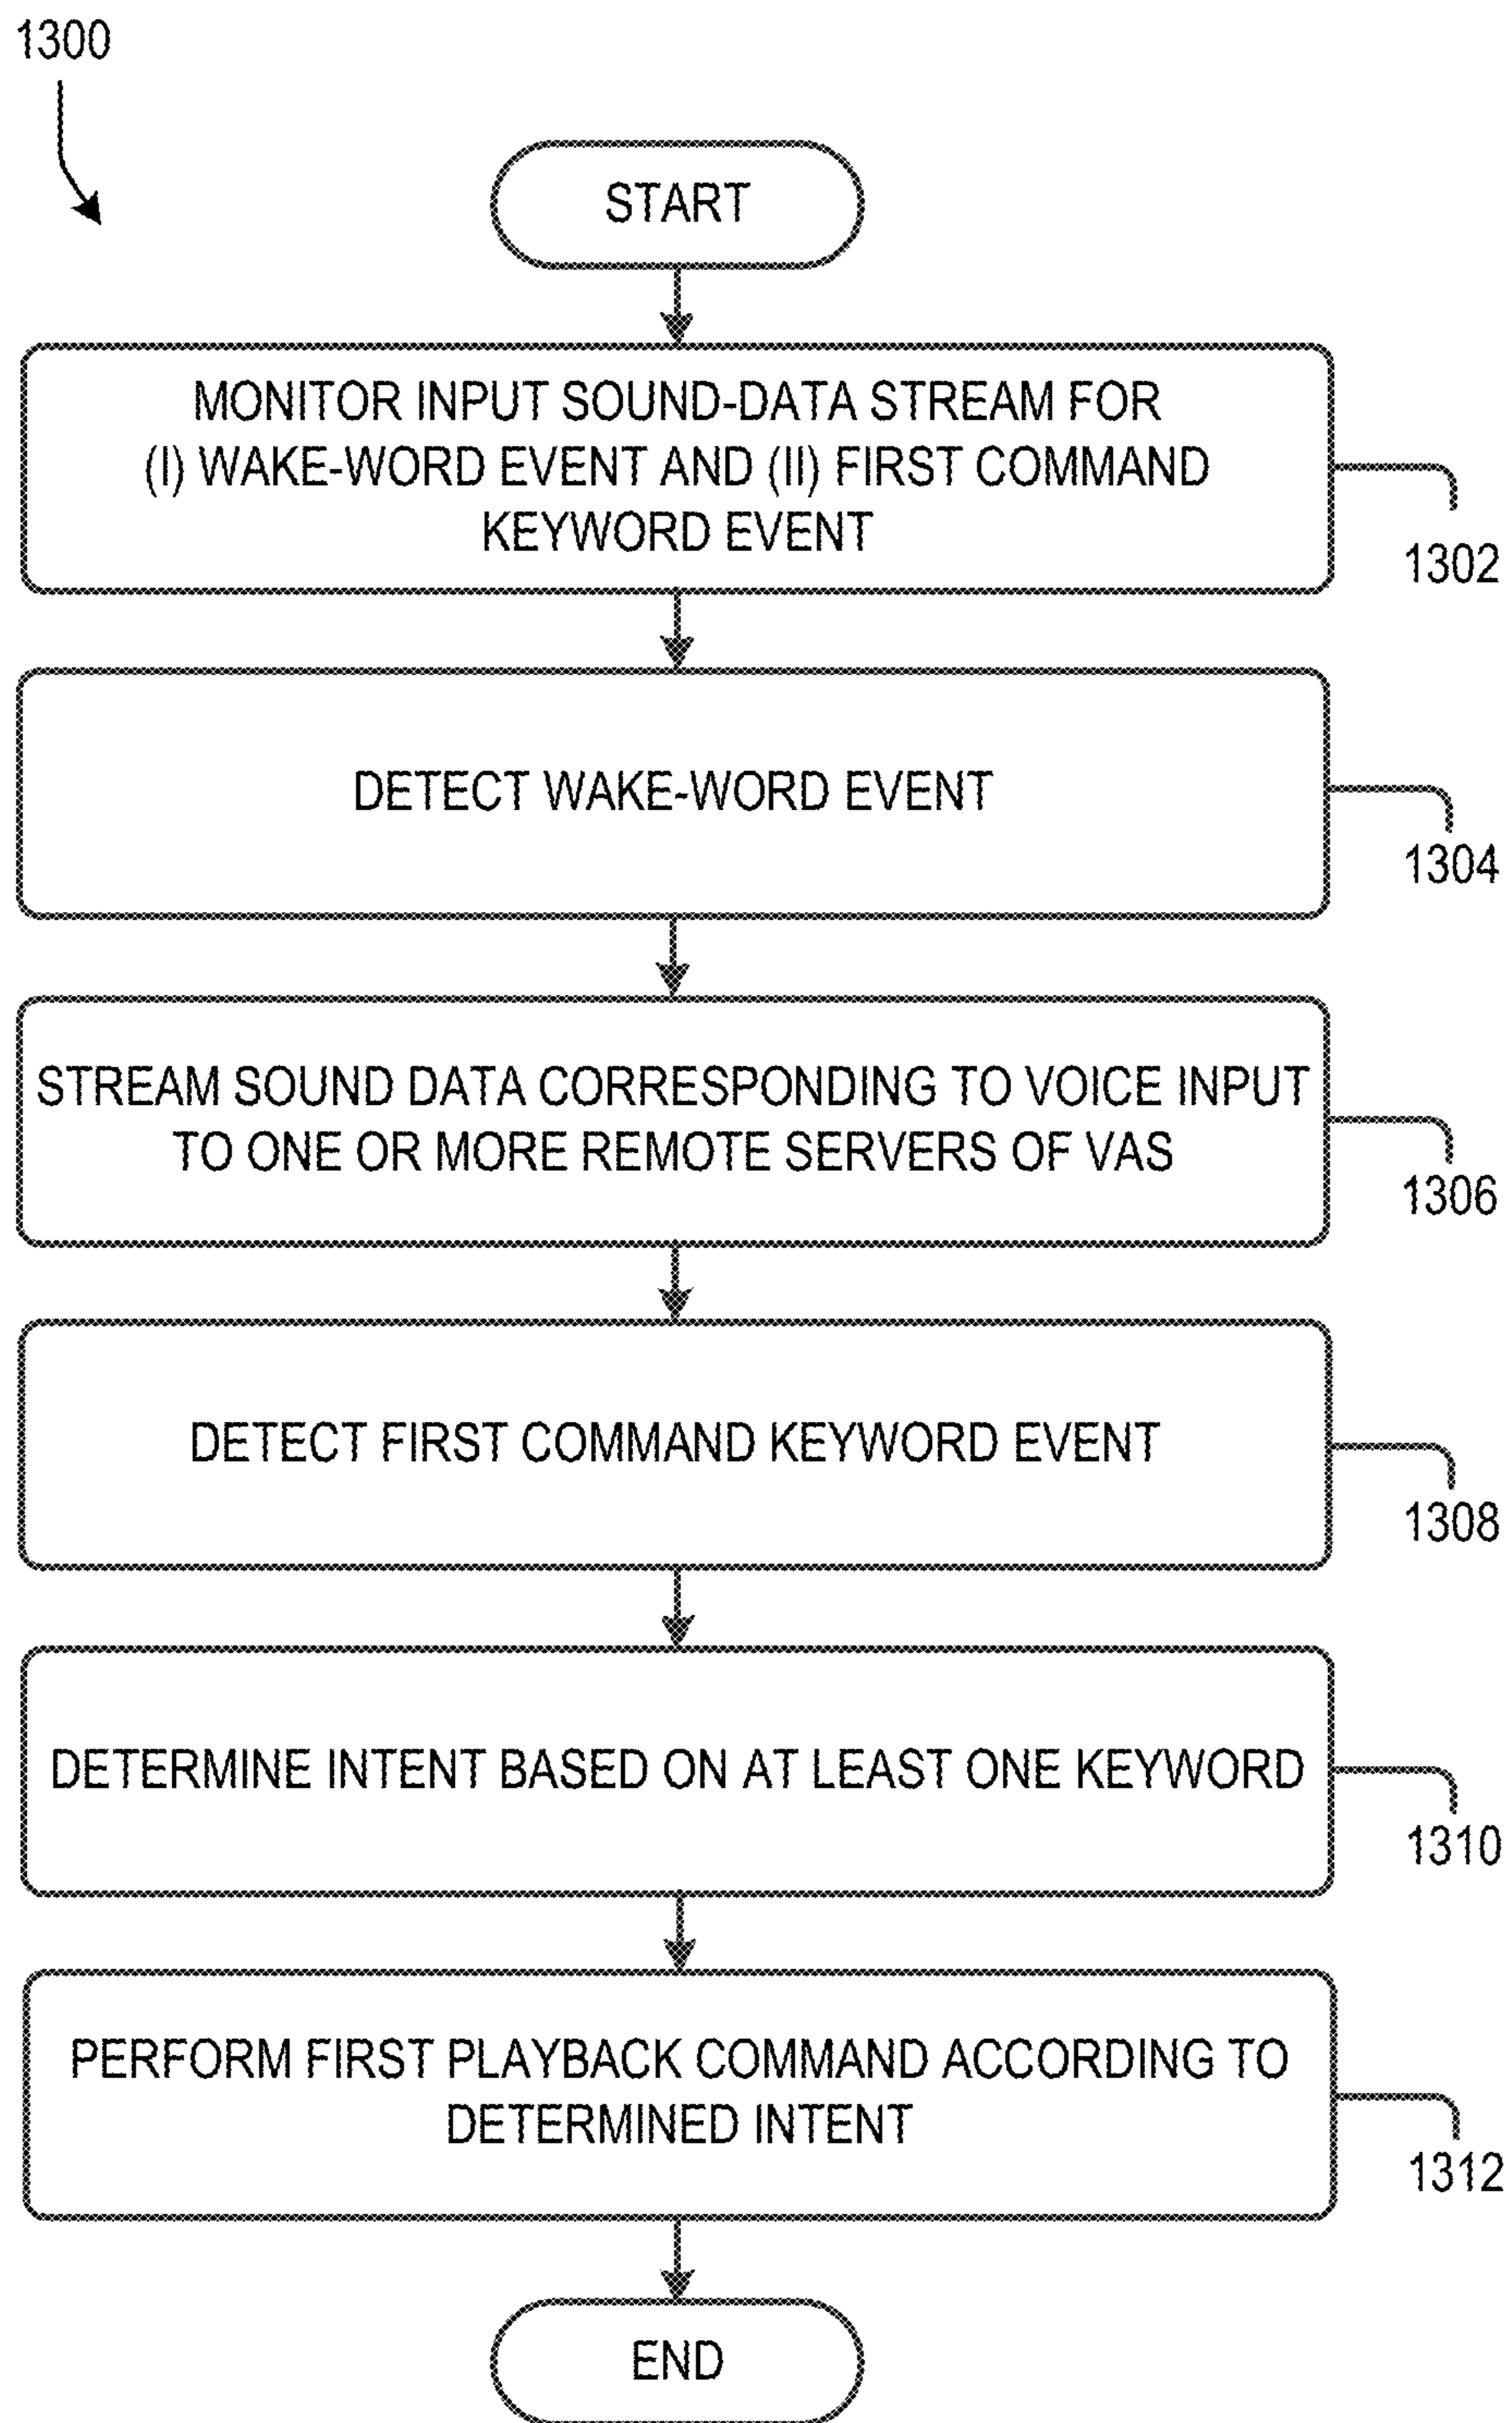 1300
START
MONITOR INPUT SOUND-DATA STREAM FOR
(I) WAKE-WORD EVENT AND (II) FIRST COMMAND
KEYWORD EVENT
1302
DETECT WAKE-WORD EVENT
1304
STREAM SOUND DATA CORRESPONDING TO VOICE INPUT
TO ONE OR MORE REMOTE SERVERS OF VAS
1306
DETECT FIRST COMMAND KEYWORD EVENT
1308
DETERMINE INTENT BASED ON AT LEAST ONE KEYWORD
1310
PERFORM FIRST PLAYBACK COMMAND ACCORDING TO
DETERMINED INTENT
1312
END